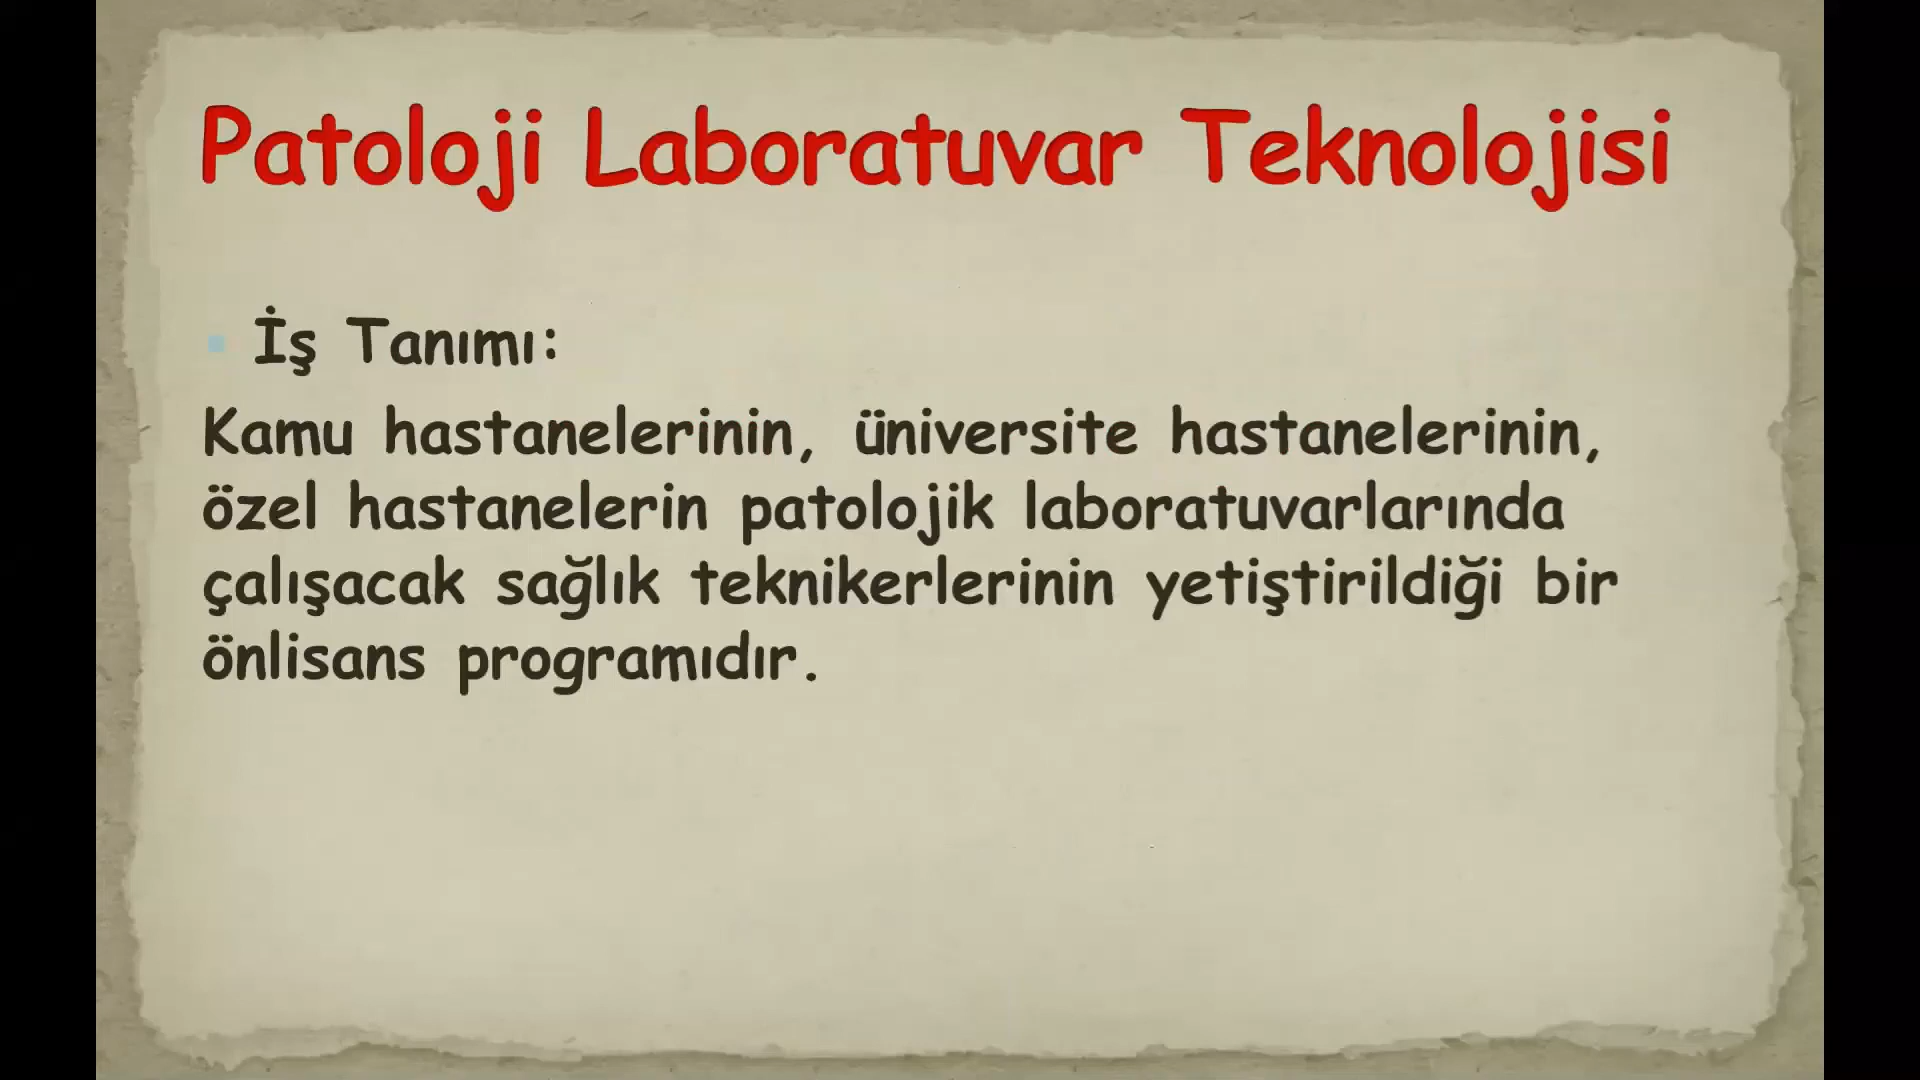 Patoloji Laboratuvar Teknolojisi
İş Tanımı:
Kamu hastanelerinin, üniversite hastanelerinin,
özel hastanelerin patolojik laboratuvarlarında
çalışacak sağlık teknikerlerinin yetiştirildiği bir
önlisans programıdır.